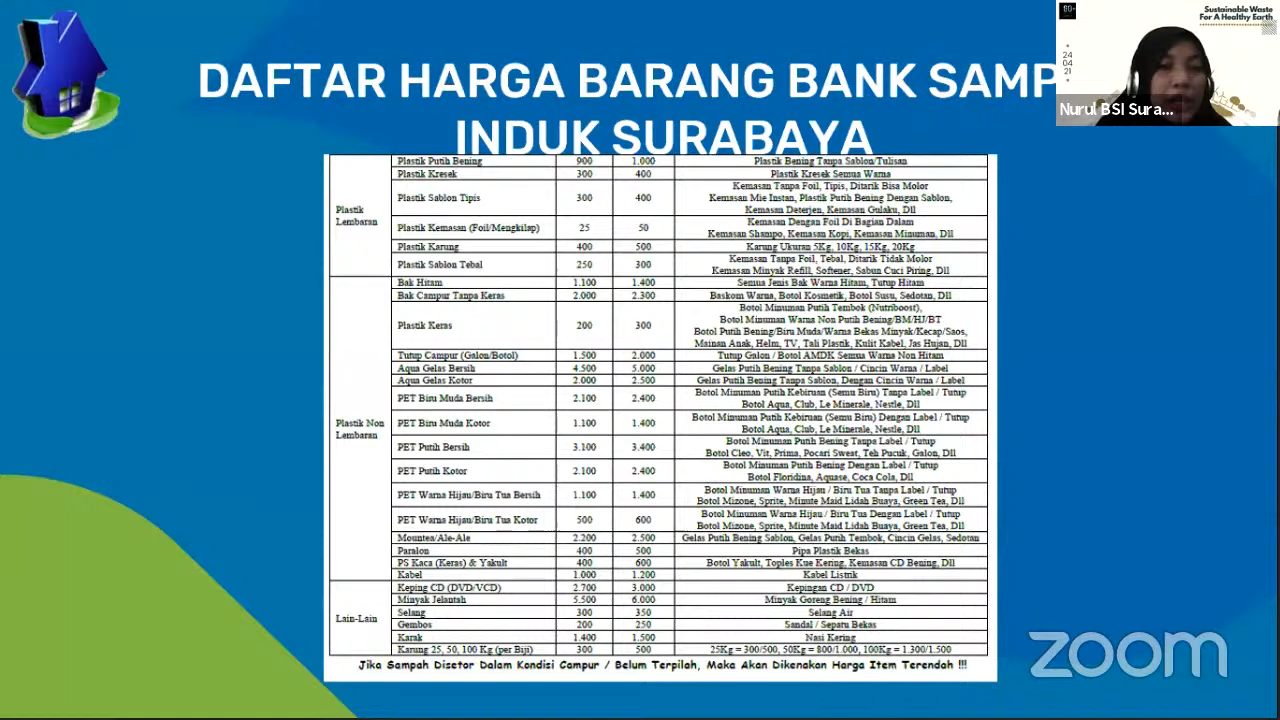 DAFTAR HARGA BARANG BANK SAMP
INDUK SURABAYA
Sustainable Waste
For A Healthy Earth
24
04
21
Nurul BSI Sura...
Plastik Lembaran
Plastik Putih Bening 900 1.000 Plastik Bening Tanpa Sablon/Tulisan
Plastik Kresek 300 400 Plastik Kresek Semua Warna
Plastik Sablon Tipis 300 400 Kemasan Tanpa Foil, Tipis, Ditarik Bisa Molor
Kemasan Mie Instan, Plastik Putih Bening Dengan Sablon,
Kemasan Deterjen, Kemasan Gulaku, Dll
Plastik Kemasan (Foil/Mengkilap) 25 50 Kemasan Dengan Foil Di Bagian Dalam
Kemasan Shampo, Kemasan Kopi, Kemasan Minuman, Dll
Plastik Karung 400 500 Karung Ukuran 5Kg, 10Kg, 15Kg, 20Kg
Plastik Sablon Tebal 250 300 Kemasan Tanpa Foil, Tebal, Ditarik Tidak Molor
Kemasan Minyak Refill, Softener, Sabun Cuci Piring, Dll
Plastik Non Lembaran
Bak Hitam 1.100 1.400 Semua Jenis Bak Warna Hitam, Tutup Hitam
Bak Campur Tanpa Keras 2.000 2.300 Baskom Warna, Botol Kosmetik, Botol Susu, Sedotan, Dll
Plastik Keras 200 300 Botol Minuman Putih Tembok (Nutriboost),
Botol Minuman Warna Non Putih Bening/BM/HJ/BT
Botol Putih Bening/Biru Muda/Warna Bekas Minyak/Kecap/Saos,
Mainan Anak, Helm, TV, Tali Plastik, Kulit Kabel, Jas Hujan, Dll
Tutup Campur (Galon/Botol) 1.500 2.000 Tutup Galon / Botol AMDK Semua Warna Non Hitam
Aqua Gelas Bersih 4.500 5.000 Gelas Putih Bening Tanpa Sablon / Cincin Warna / Label
Aqua Gelas Kotor 2.000 2.500 Gelas Putih Bening Tanpa Sablon, Dengan Cincin Warna / Label
PET Biru Muda Bersih 2.100 2.400 Botol Minuman Putih Kebiruan (Semu Biru) Tanpa Label / Tutup
Botol Aqua, Club, Le Minerale, Nestle, Dll
PET Biru Muda Kotor 1.100 1.400 Botol Minuman Putih Kebiruan (Semu Biru) Dengan Label / Tutup
Botol Aqua, Club, Le Minerale, Nestle, Dll
PET Putih Bersih 3.100 3.400 Botol Minuman Putih Bening Tanpa Label / Tutup
Botol Cleo, Vit, Prima, Pocari Sweat, Teh Pucuk, Galon, Dll
PET Putih Kotor 2.100 2.400 Botol Minuman Putih Bening Dengan Label / Tutup
Botol Floridina, Aquase, Coca Cola, Dll
PET Warna Hijau/Biru Tua Bersih 1.100 1.400 Botol Minuman Warna Hijau / Biru Tua Tanpa Label / Tutup
Botol Mizone, Sprite, Minute Maid Lidah Buaya, Green Tea, Dll
PET Warna Hijau/Biru Tua Kotor 500 600 Botol Minuman Warna Hijau / Biru Tua Dengan Label / Tutup
Botol Mizone, Sprite, Minute Maid Lidah Buaya, Green Tea, Dll
Mountea/Ale-Ale 2.200 2.500 Gelas Putih Bening Sablon, Gelas Putih Tembok, Cincin Gelas, Sedotan
Paralon 400 500 Pipa Plastik Bekas
PS Kaca (Keras) & Yakult 400 600 Botol Yakult, Toples Kue Kering, Kemasan CD Bening, Dll
Kabel 1.000 1.200 Kabel Listrik
Lain-Lain
Keping CD (DVD/VCD) 2.700 3.000 Kepingan CD / DVD
Minyak Jelantah 5.500 6.000 Minyak Goreng Bening / Hitam
Selang 300 350 Selang Air
Gembos 200 250 Sandal / Sepatu Bekas
Karak 1.400 1.500 Nasi Kering
Karung 25, 50, 100 Kg (per Biji) 300 500 25Kg = 300/500, 50Kg = 800/1.000, 100Kg = 1.300/1.500
Jika Sampah Disetor Dalam Kondisi Campur / Belum Terpilah, Maka Akan Dikenakan Harga Item Terendah !!!
zoom